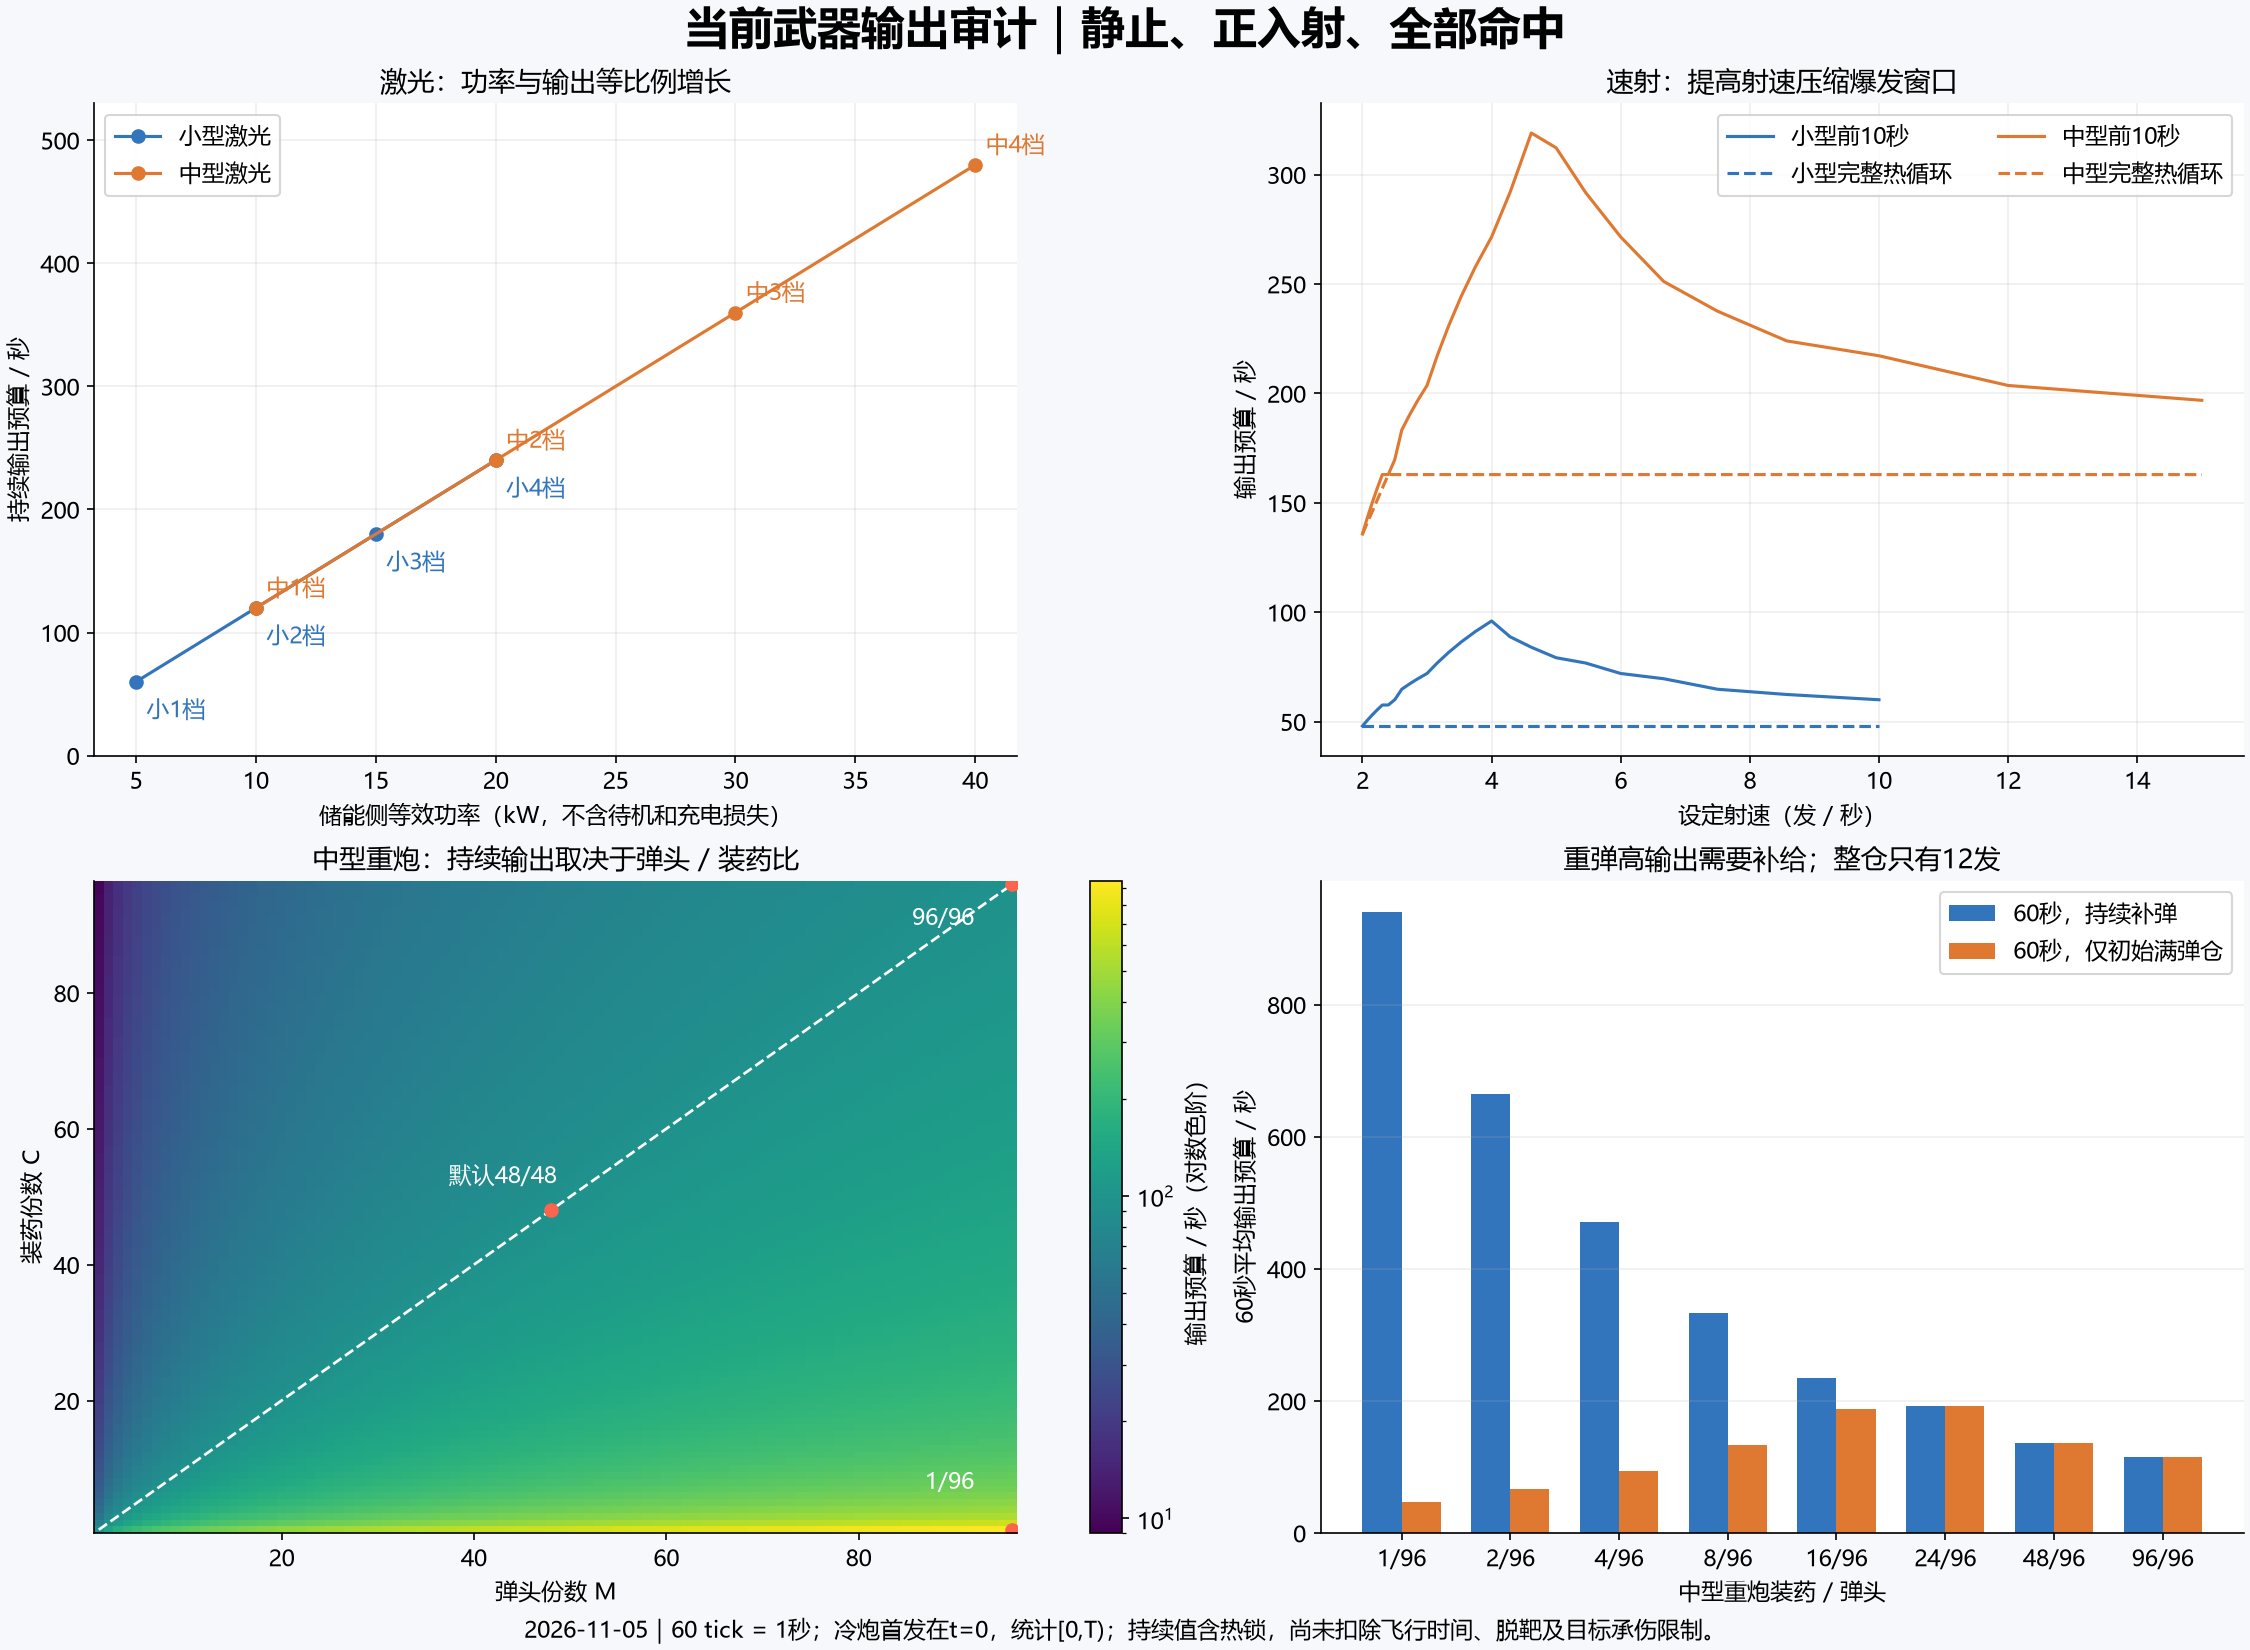 当前武器输出审计｜静止、正入射、全部命中
激光：功率与输出等比例增长
500
400
300
200
100
0
持续输出预算 / 秒
小型激光
中型激光
中4档
中3档
中2档
小4档
小3档
中1档
小2档
小1档
5 10 15 20 25 30 35 40
储能侧等效功率（kW，不含待机和充电损失）
速射：提高射速压缩爆发窗口
300
250
200
150
100
50
输出预算 / 秒
小型前10秒
小型完整热循环
中型前10秒
中型完整热循环
2 4 6 8 10 12 14
设定射速（发 / 秒）
中型重炮：持续输出取决于弹头 / 装药比
80
60
40
20
装药份数 C
96/96
默认48/48
1/96
20 40 60 80
弹头份数 M
10²
10¹
输出预算 / 秒（对数色阶）
重弹高输出需要补给；整仓只有12发
800
600
400
200
0
60秒平均输出预算 / 秒
60秒，持续补弹
60秒，仅初始满弹仓
1/96 2/96 4/96 8/96 16/96 24/96 48/96 96/96
中型重炮装药 / 弹头
2026-11-05 | 60 tick = 1秒；冷炮首发在t=0，统计[0,T)；持续值含热锁，尚未扣除飞行时间、脱靶及目标承伤限制。